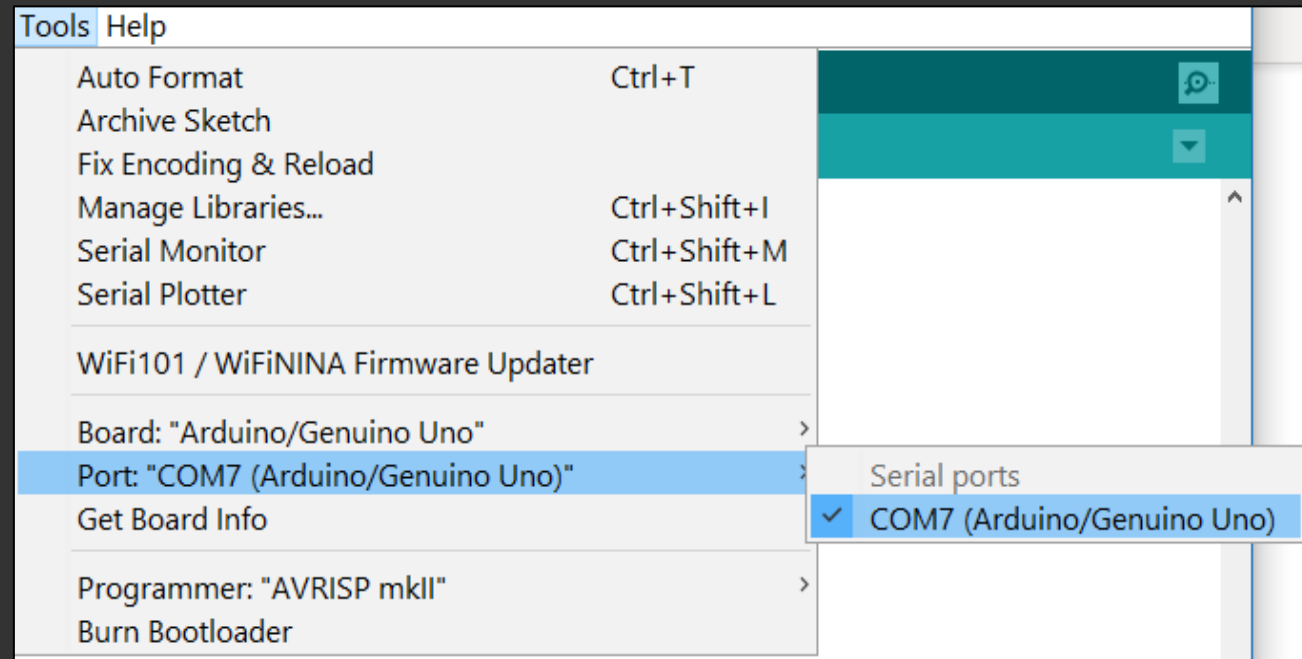 Tools Help
Auto Format Ctrl+T
Archive Sketch
Fix Encoding & Reload
Manage Libraries... Ctrl+Shift+I
Serial Monitor Ctrl+Shift+M
Serial Plotter Ctrl+Shift+L
WiFi101 / WiFiNINA Firmware Updater
Board: "Arduino/Genuino Uno"
Port: "COM7 (Arduino/Genuino Uno)"
Serial ports
Get Board Info
COM7 (Arduino/Genuino Uno)
Programmer: "AVRISP mkII"
Burn Bootloader